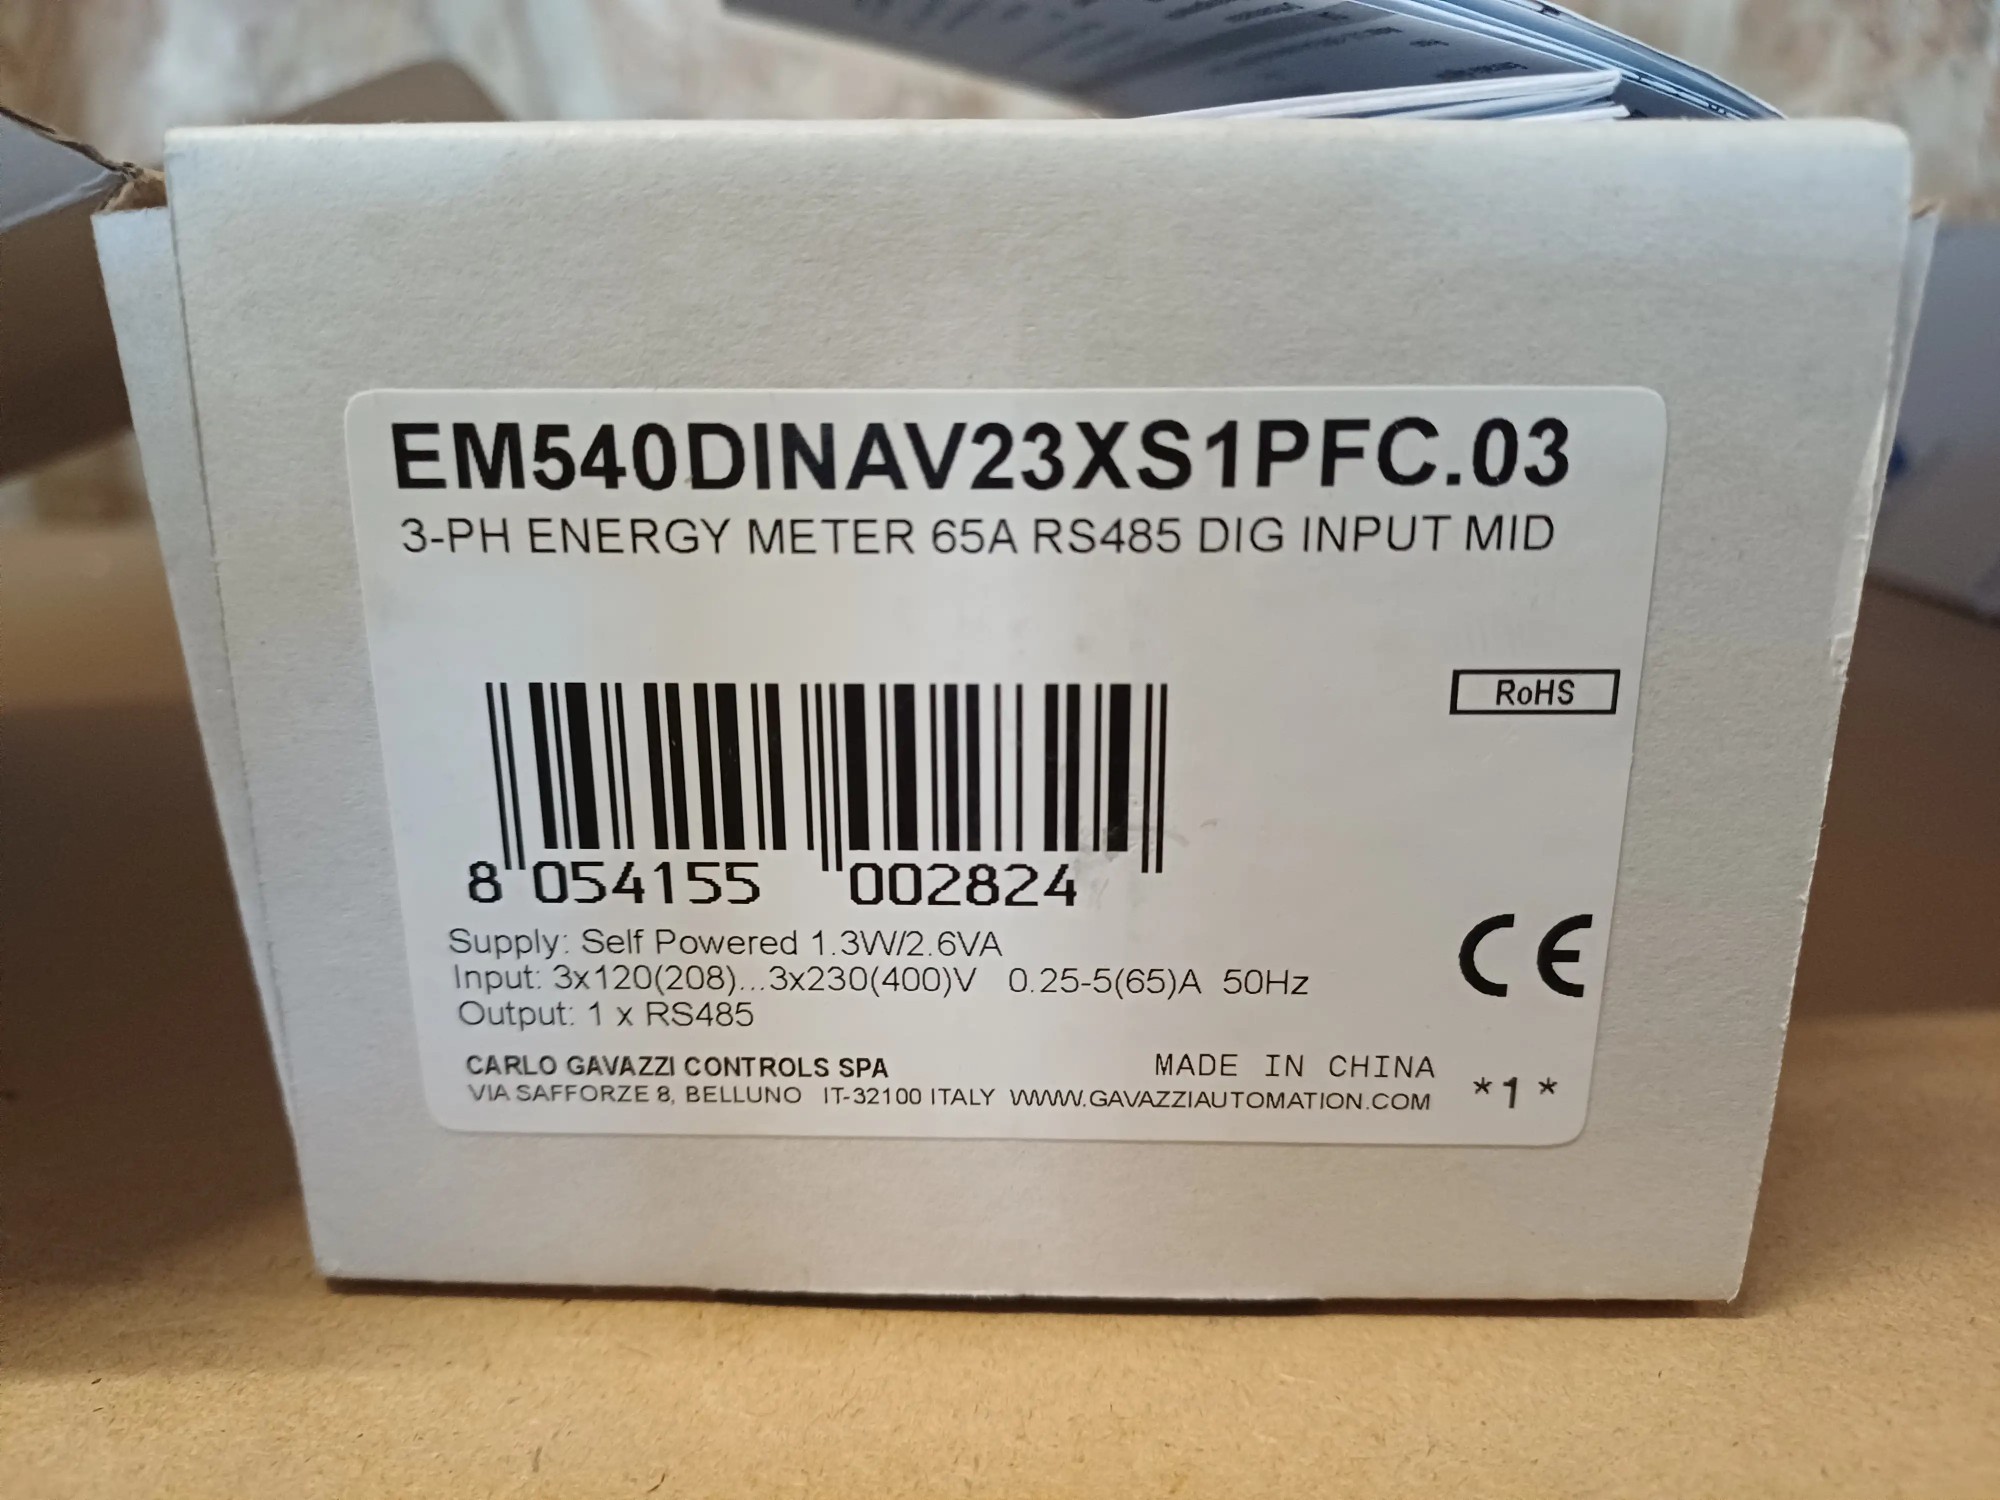 EM540DINAV23XS1PFC.03
3-PH ENERGY METER 65A RS485 DIG INPUT MID
RoHS
8 054155 002824
Supply: Self Powered 1.3W/2.6VA
Input: 3x120(208)...3x230(400)V 0.25-5(65)A 50Hz
Output: 1 x RS485
CE
CARLO GAVAZZI CONTROLS SPA MADE IN CHINA
VIA SAFFORZE 8, BELLUNO IT-32100 ITALY WWW.GAVAZZIAUTOMATION.COM *1*